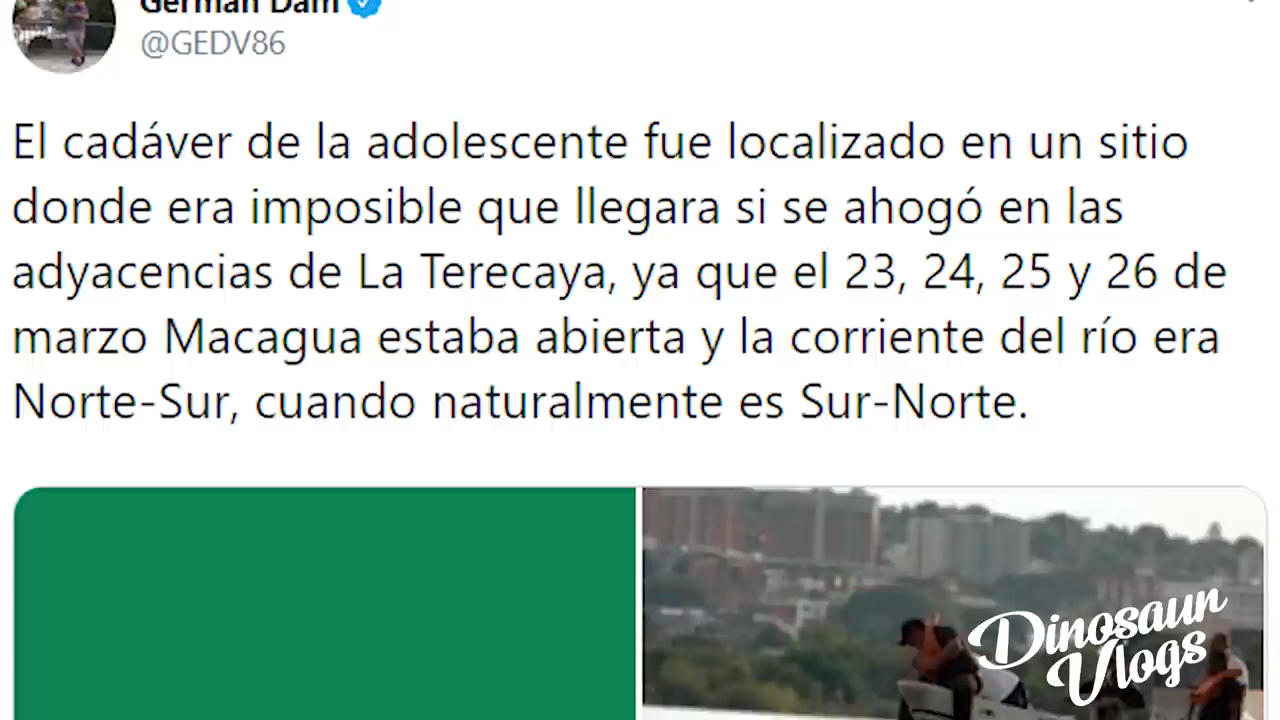 German Dam
@GEDV86
El cadáver de la adolescente fue localizado en un sitio
donde era imposible que llegara si se ahogó en las
adyacencias de La Terecaya, ya que el 23, 24, 25 y 26 de
marzo Macagua estaba abierta y la corriente del río era
Norte-Sur, cuando naturalmente es Sur-Norte.
Dinosaur
Vlogs